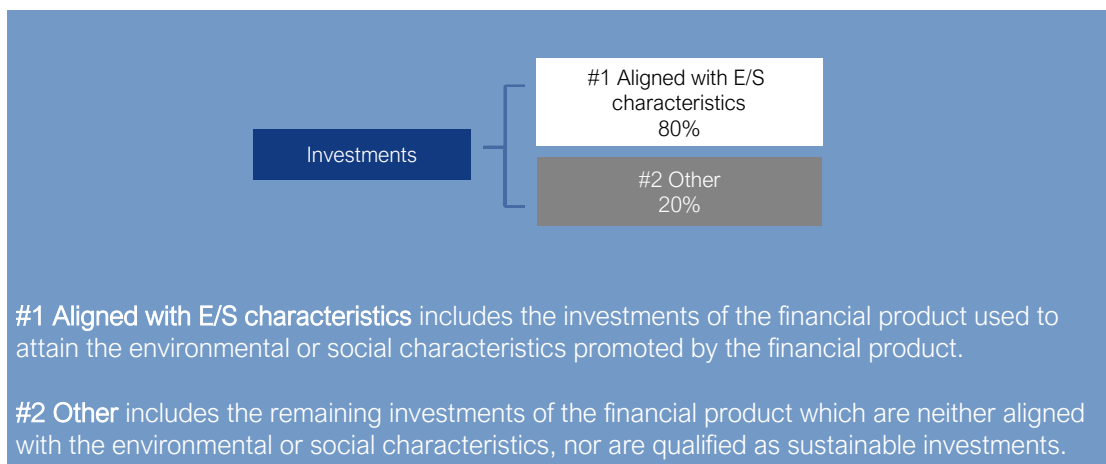 #1 Aligned with E/S
characteristics
80%
Investments
#2 Other
20%
#1 Aligned with E/S characteristics includes the investments of the financial product used to
attain the environmental or social characteristics promoted by the financial product.
#2 Other includes the remaining investments of the financial product which are neither aligned
with the environmental or social characteristics, nor are qualified as sustainable investments.